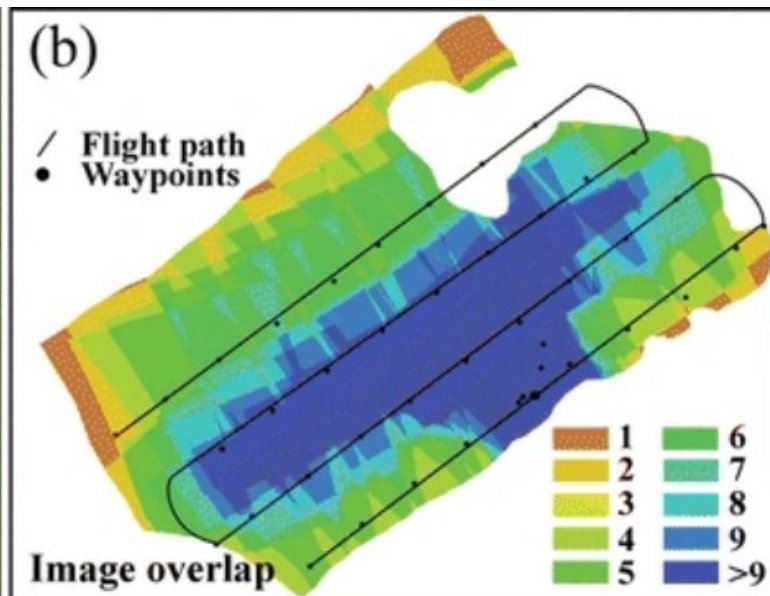 (b)
/ Flight path
• Waypoints
1 6
2 7
3 8
4 9
5 >9
Image overlap